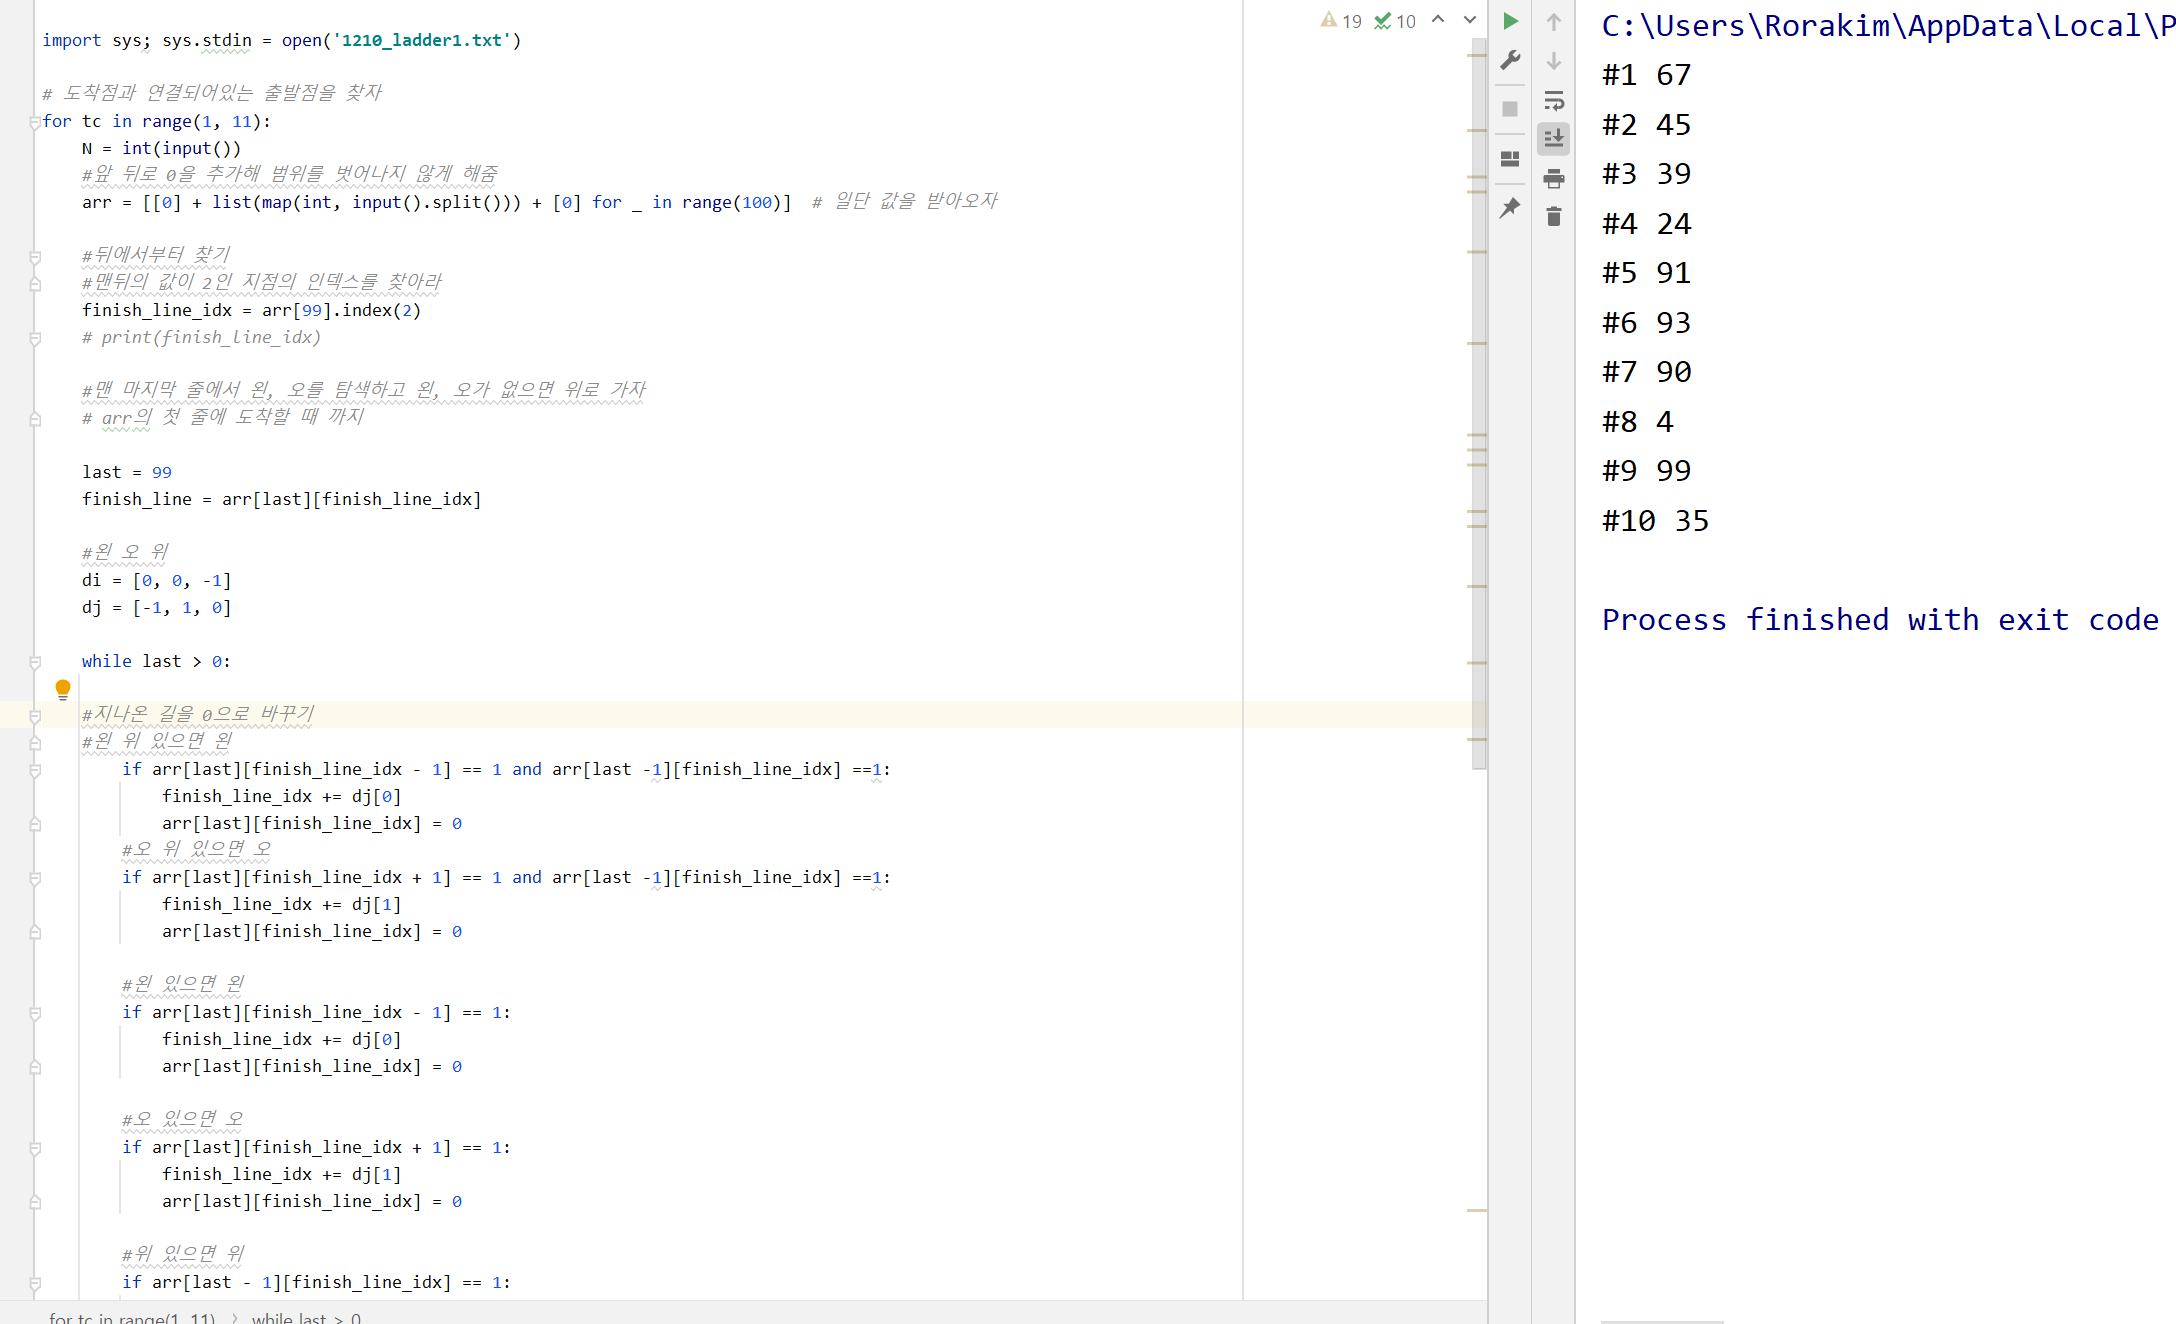 import sys; sys.stdin = open('1210_ladder1.txt')
# 도착점과 연결되어있는 출발점을 찾자
for tc in range(1, 11):
N = int(input())
#앞 뒤로 0을 추가해 범위를 벗어나지 않게 해줌
arr = [[0] + list(map(int, input().split())) + [0] for _ in range(100)]  # 일단 값을 받아오자
#뒤에서부터 찾기
#맨뒤의 값이 2인 지점의 인덱스를 찾아라
finish_line_idx = arr[99].index(2)
# print(finish_line_idx)
#맨 마지막 줄에서 왼, 오를 탐색하고 왼, 오가 없으면 위로 가자
# arr의 첫 줄에 도착할 때 까지
last = 99
finish_line = arr[last][finish_line_idx]
#왼 오 위
di = [0, 0, -1]
dj = [-1, 1, 0]
while last > 0:
#지나온 길을 0으로 바꾸기
#왼 위 있으면 왼
if arr[last][finish_line_idx - 1] == 1 and arr[last -1][finish_line_idx] ==1:
finish_line_idx += dj[0]
arr[last][finish_line_idx] = 0
#오 위 있으면 오
if arr[last][finish_line_idx + 1] == 1 and arr[last -1][finish_line_idx] ==1:
finish_line_idx += dj[1]
arr[last][finish_line_idx] = 0
#왼 있으면 왼
if arr[last][finish_line_idx - 1] == 1:
finish_line_idx += dj[0]
arr[last][finish_line_idx] = 0
#오 있으면 오
if arr[last][finish_line_idx + 1] == 1:
finish_line_idx += dj[1]
arr[last][finish_line_idx] = 0
#위 있으면 위
if arr[last - 1][finish_line_idx] == 1:
for tc in range(1, 11) > while last > 0
19 10
C:\Users\Rorakim\AppData\Local\P
#1 67
#2 45
#3 39
#4 24
#5 91
#6 93
#7 90
#8 4
#9 99
#10 35
Process finished with exit code